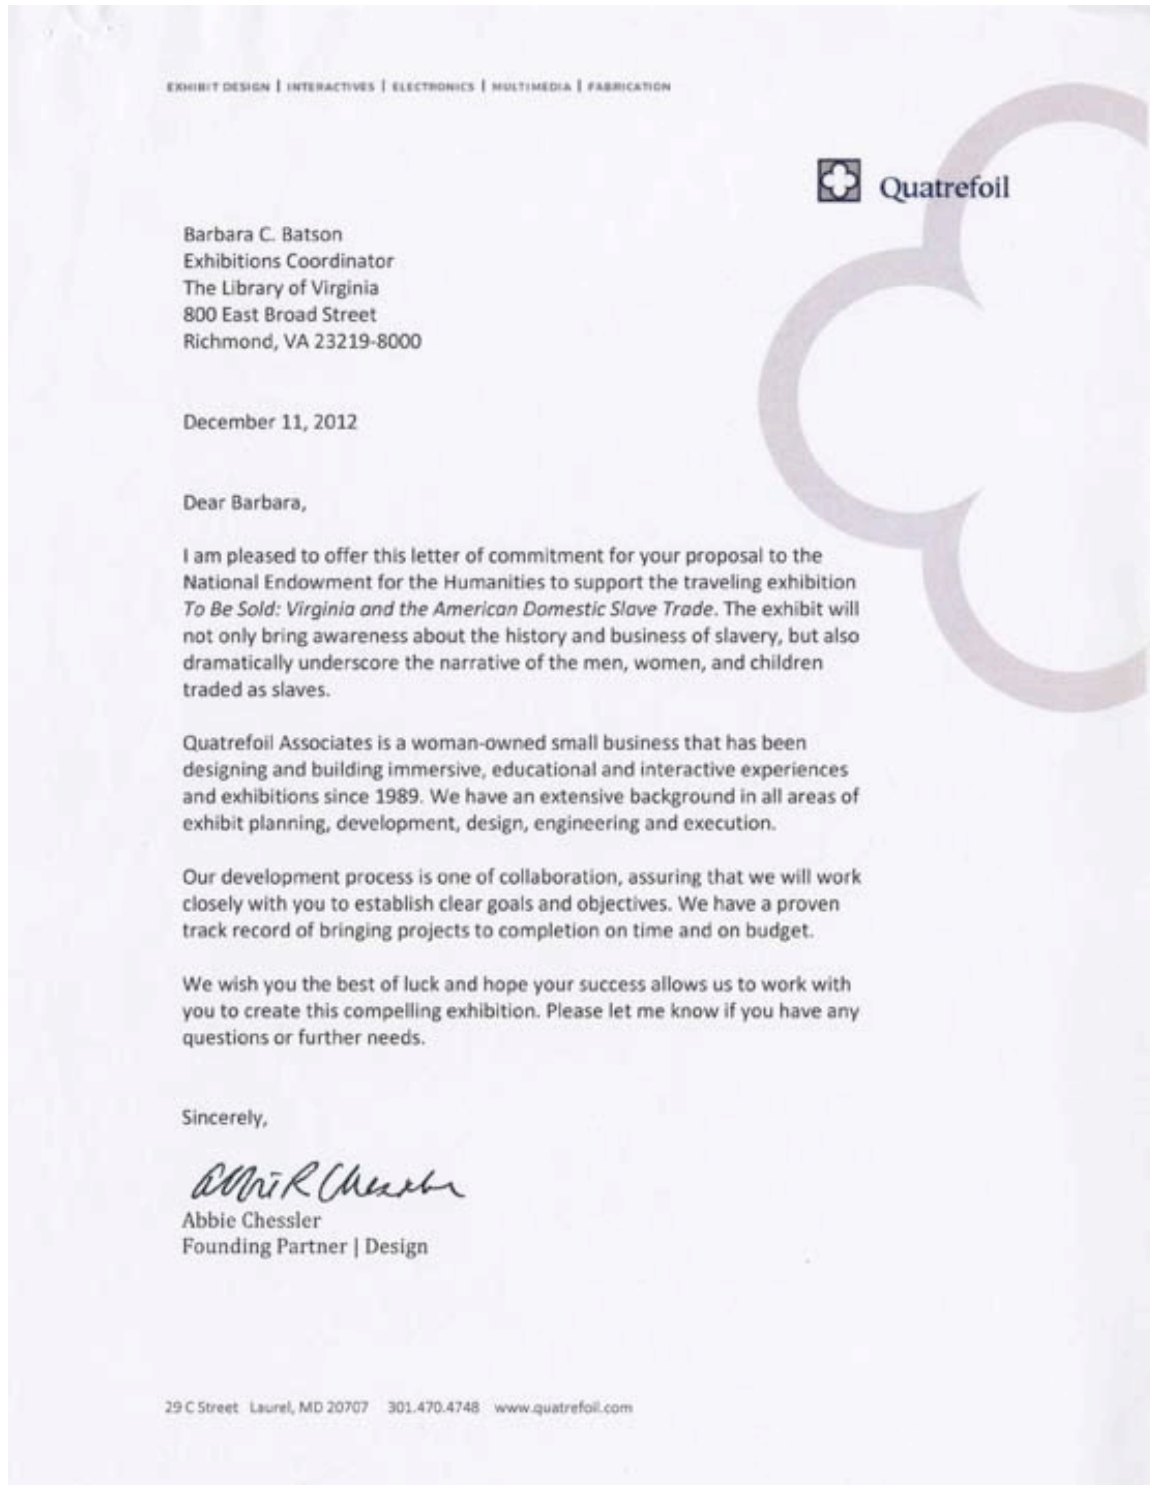 EXHIBIT DESIGN | INTERACTIVES | ELECTRONICS | MULTIMEDIA | FABRICATION
Quatrefoil
Barbara C. Batson
Exhibitions Coordinator
The Library of Virginia
800 East Broad Street
Richmond, VA 23219-8000
December 11, 2012
Dear Barbara,
I am pleased to offer this letter of commitment for your proposal to the
National Endowment for the Humanities to support the traveling exhibition
To Be Sold: Virginia and the American Domestic Slave Trade. The exhibit will
not only bring awareness about the history and business of slavery, but also
dramatically underscore the narrative of the men, women, and children
traded as slaves.
Quatrefoil Associates is a woman-owned small business that has been
designing and building immersive, educational and interactive experiences
and exhibitions since 1989. We have an extensive background in all areas of
exhibit planning, development, design, engineering and execution.
Our development process is one of collaboration, assuring that we will work
closely with you to establish clear goals and objectives. We have a proven
track record of bringing projects to completion on time and on budget.
We wish you the best of luck and hope your success allows us to work with
you to create this compelling exhibition. Please let me know if you have any
questions or further needs.
Sincerely,
Abbie R Chessler
Abbie Chessler
Founding Partner | Design
29 C Street Laurel, MD 20707 301.470.4748 www.quatrefoil.com